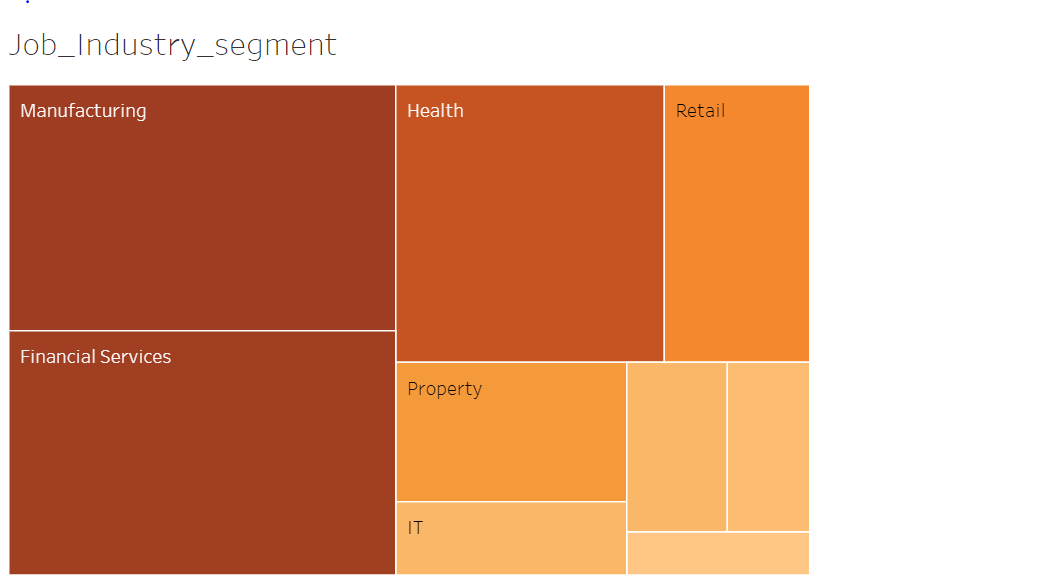 Job_Industry_segment
Manufacturing
Health
Retail
Financial Services
Property
IT